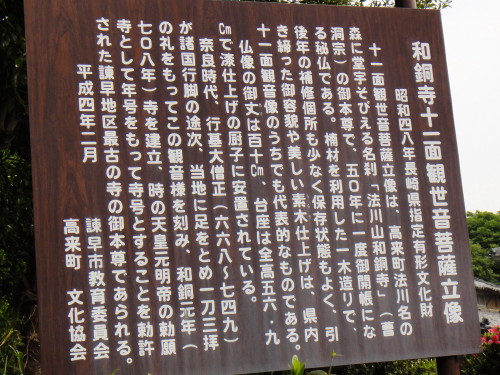 和銅寺十一面観世音菩薩立像
昭和四八年長崎県指定有形文化財
十一面観世音菩薩立像は、高来町法川名の
森に堂宇そびえる名刹「法川山和銅寺」(曹
洞宗)の御本尊で、五〇年に一度御開帳にな
る秘仏である。楠材を利用した一木造りで、
後年の補修個所も少なく保存状態もよく、引
き締った御容貌や美しい素木仕上げは、県内
十一面観音像のうちでも代表的なものである。
仏像の御丈は百十㎝、台座は全高五六・九
㎝で漆仕上げの厨子に安置されている。
奈良時代、行基大僧正(六六八〜七四九)
が諸国行脚の途次、当地に足をとめ一刀三拝
の礼をもってこの観音様を刻み、和銅元年(
七〇八年)寺を建立、時の天皇元明帝の勅願
寺として年号をもって寺号とすることを勅許
された諫早地区最古の寺の御本尊であられる。
平成四年二月
諫早市教育委員会
高来町 文化協会